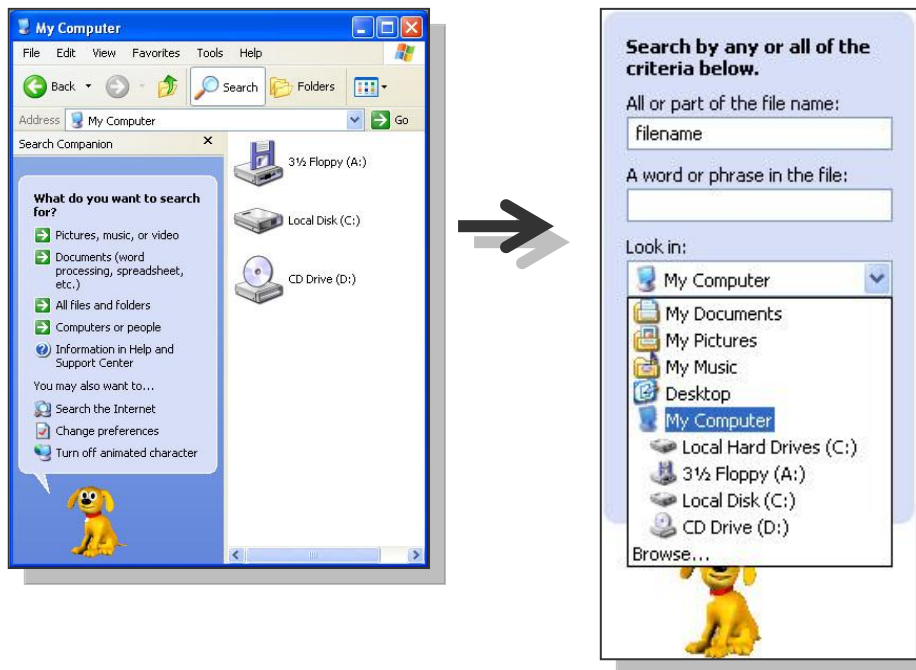 My Computer
File Edit View Favorites Tools Help
Back Search Folders
Address My Computer Go
Search Companion
What do you want to search
for?
Pictures, music, or video
Documents (word
processing, spreadsheet,
etc.)
All files and folders
Computers or people
Information in Help and
Support Center
You may also want to...
Search the Internet
Change preferences
Turn off animated character
3½ Floppy (A:)
Local Disk (C:)
CD Drive (D:)
Search by any or all of the
criteria below.
All or part of the file name:
filename
A word or phrase in the file:
Look in:
My Computer
My Documents
My Pictures
My Music
Desktop
My Computer
Local Hard Drives (C:)
3½ Floppy (A:)
Local Disk (C:)
CD Drive (D:)
Browse...